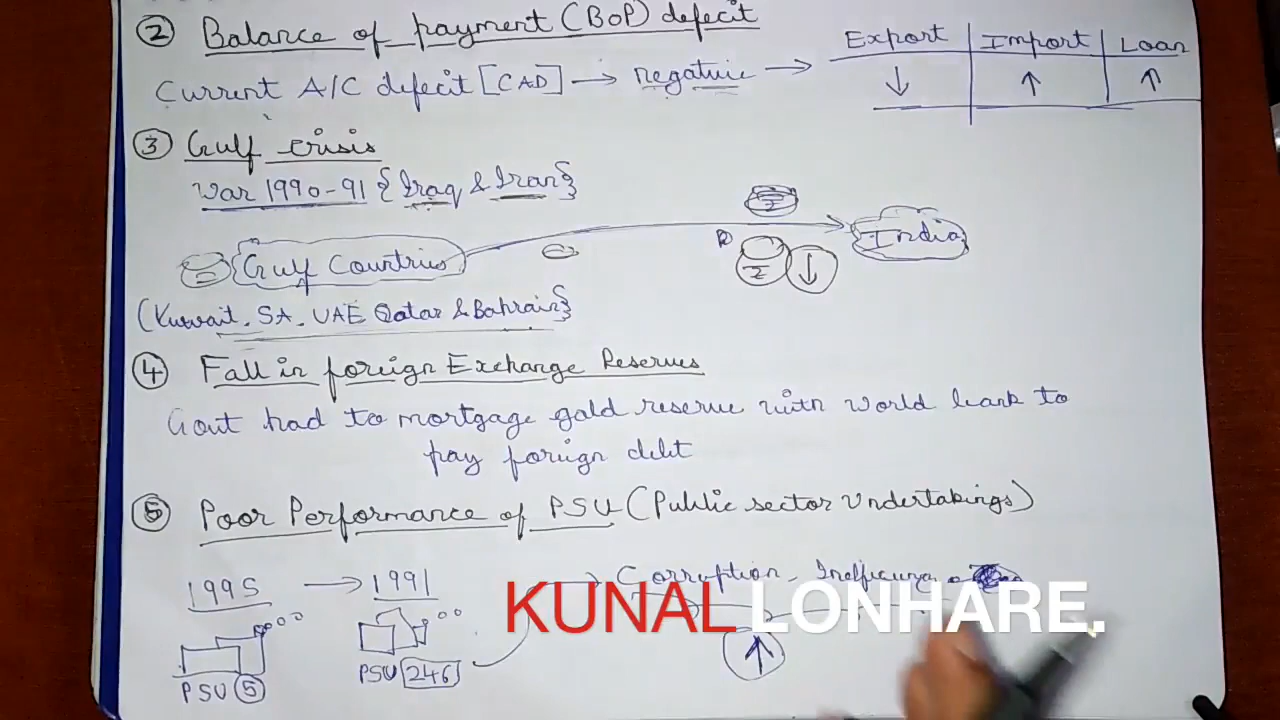 ② Balance of payment (BOP) defecit
Export Import Loan
Current A/C defecit [CAD] → negative → ↓ ↑ ↑
③ Gulf crisis
War 1990-91 {Iraq & Iran}
Gulf Countries → India
↓
(Kuwait, SA, UAE Qatar & Bahrain}
④ Fall in foreign Exchange Reserves
Govt had to mortgage gold reserve with world bank to
pay foreign debt
⑤ Poor Performance of PSU (Public sector Undertakings)
1995 → 1991 → Corruption,
KUNAL LONHARE.
↑
PSU ⑤ PSU 246